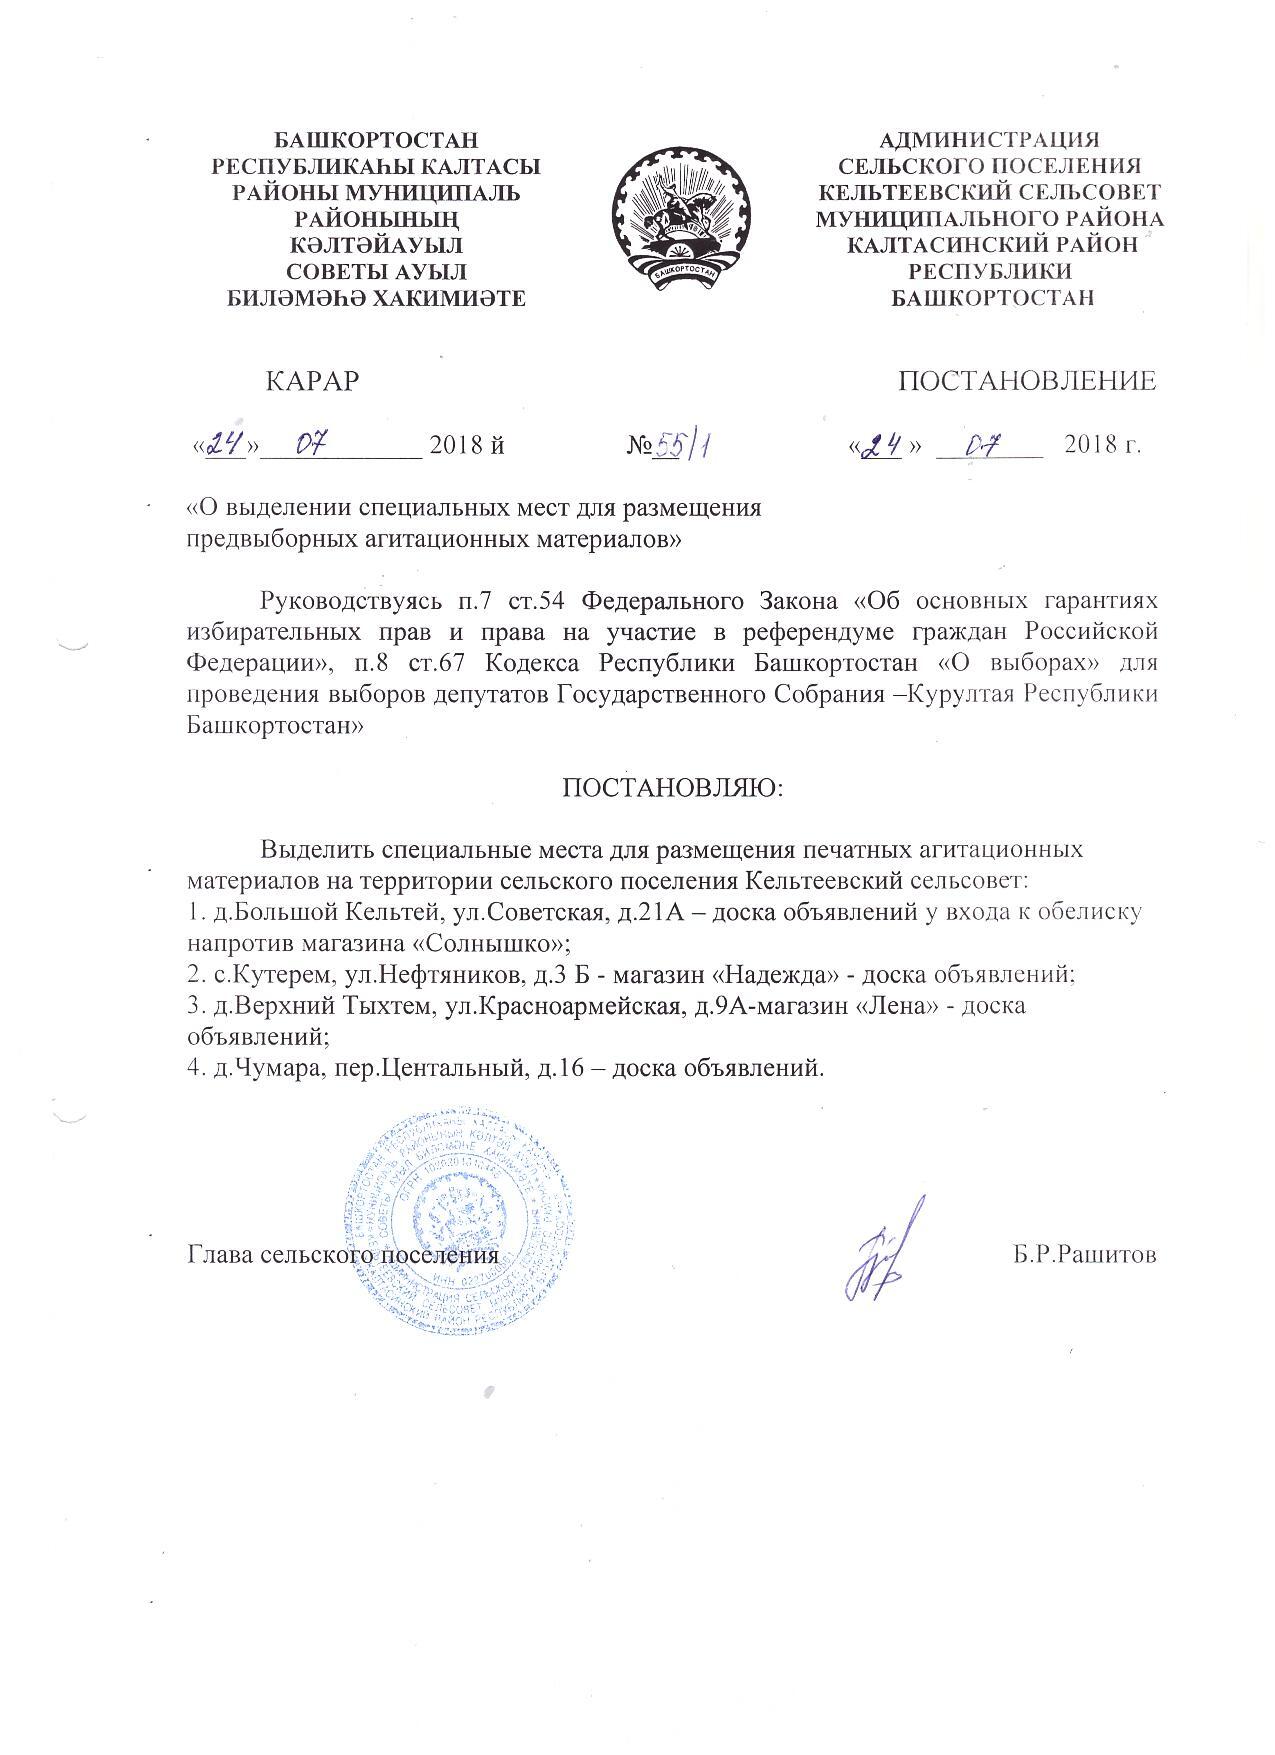 БАШКОРТОСТАН
РЕСПУБЛИКАҺЫ КАЛТАСЫ
РАЙОНЫ МУНИЦИПАЛЬ
РАЙОНЫНЫҢ
КӘЛТӘЙАУЫЛ
СОВЕТЫ АУЫЛ
БИЛӘМӘҺӘ ХАКИМИӘТЕ
БАШКОРТОСТАН
АДМИНИСТРАЦИЯ
СЕЛЬСКОГО ПОСЕЛЕНИЯ
КЕЛЬТЕЕВСКИЙ СЕЛЬСОВЕТ
МУНИЦИПАЛЬНОГО РАЙОНА
КАЛТАСИНСКИЙ РАЙОН
РЕСПУБЛИКИ
БАШКОРТОСТАН
КАРАР ПОСТАНОВЛЕНИЕ
«24» 07 2018 й №55/1 «24» 07 2018 г.
«О выделении специальных мест для размещения
предвыборных агитационных материалов»
Руководствуясь п.7 ст.54 Федерального Закона «Об основных гарантиях
избирательных прав и права на участие в референдуме граждан Российской
Федерации», п.8 ст.67 Кодекса Республики Башкортостан «О выборах» для
проведения выборов депутатов Государственного Собрания –Курултая Республики
Башкортостан»
ПОСТАНОВЛЯЮ:
Выделить специальные места для размещения печатных агитационных
материалов на территории сельского поселения Кельтеевский сельсовет:
1. д.Большой Кельтей, ул.Советская, д.21А – доска объявлений у входа к обелиску
напротив магазина «Солнышко»;
2. с.Кутерем, ул.Нефтяников, д.3 Б - магазин «Надежда» - доска объявлений;
3. д.Верхний Тыхтем, ул.Красноармейская, д.9А-магазин «Лена» - доска
объявлений;
4. д.Чумара, пер.Центальный, д.16 – доска объявлений.
Глава сельского поселения Б.Р.Рашитов